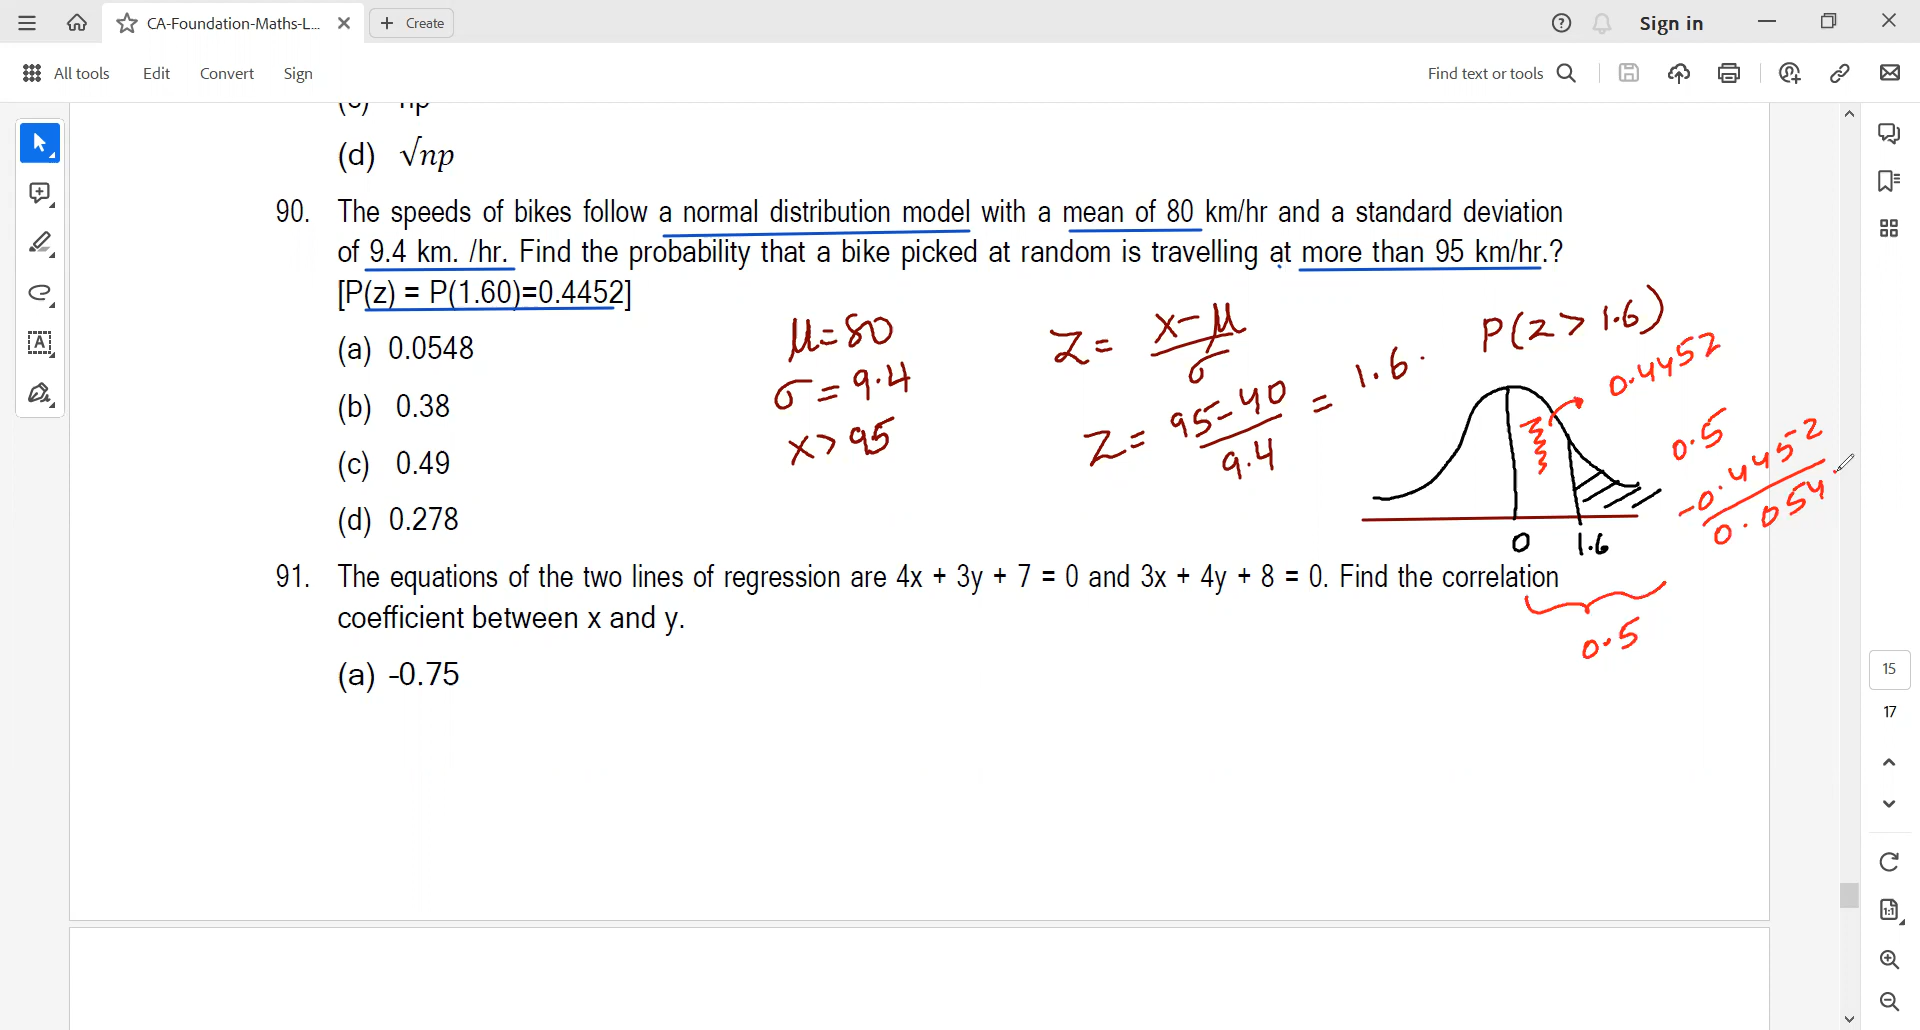 CA-Foundation-Maths-L...
Create
Sign in
All tools
Edit
Convert
Sign
Find text or tools
(c) np
(d) √np
90. The speeds of bikes follow a normal distribution model with a mean of 80 km/hr and a standard deviation
of 9.4 km. /hr. Find the probability that a bike picked at random is travelling at more than 95 km/hr.?
[P(z) = P(1.60)=0.4452]
(a) 0.0548
(b) 0.38
(c) 0.49
(d) 0.278
μ = 80
σ = 9.4
x > 95
z = x - μ / σ
z = 95 - 40 / 9.4 = 1.6.
P(z > 1.6)
0.4452
0.5
-0.4452
0.054
0 1.6
0.5
91. The equations of the two lines of regression are 4x + 3y + 7 = 0 and 3x + 4y + 8 = 0. Find the correlation
coefficient between x and y.
(a) -0.75
15
17
1:1